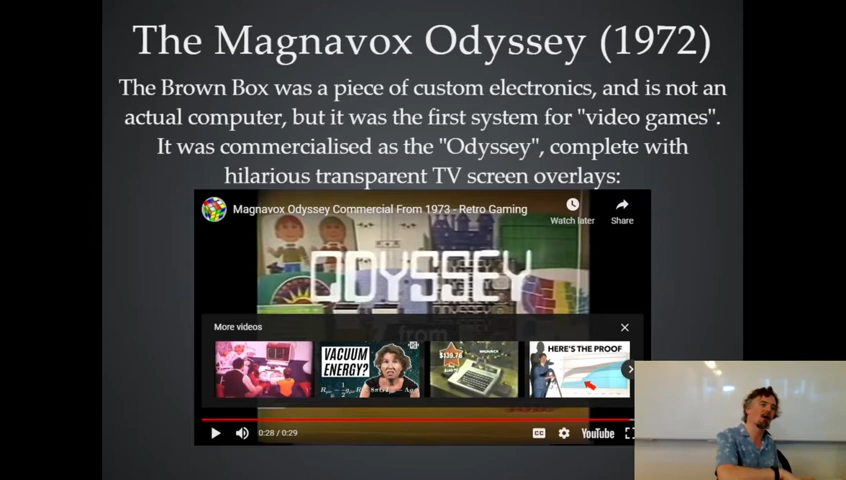 The Magnavox Odyssey (1972)
The Brown Box was a piece of custom electronics, and is not an
actual computer, but it was the first system for "video games".
It was commercialised as the "Odyssey", complete with
hilarious transparent TV screen overlays:
Magnavox Odyssey Commercial From 1973 - Retro Gaming
Watch later
Share
ODYSSEY
from
More videos
VACUUM
ENERGY?
HERE'S THE PROOF
0:28 / 0:29
CC
YouTube